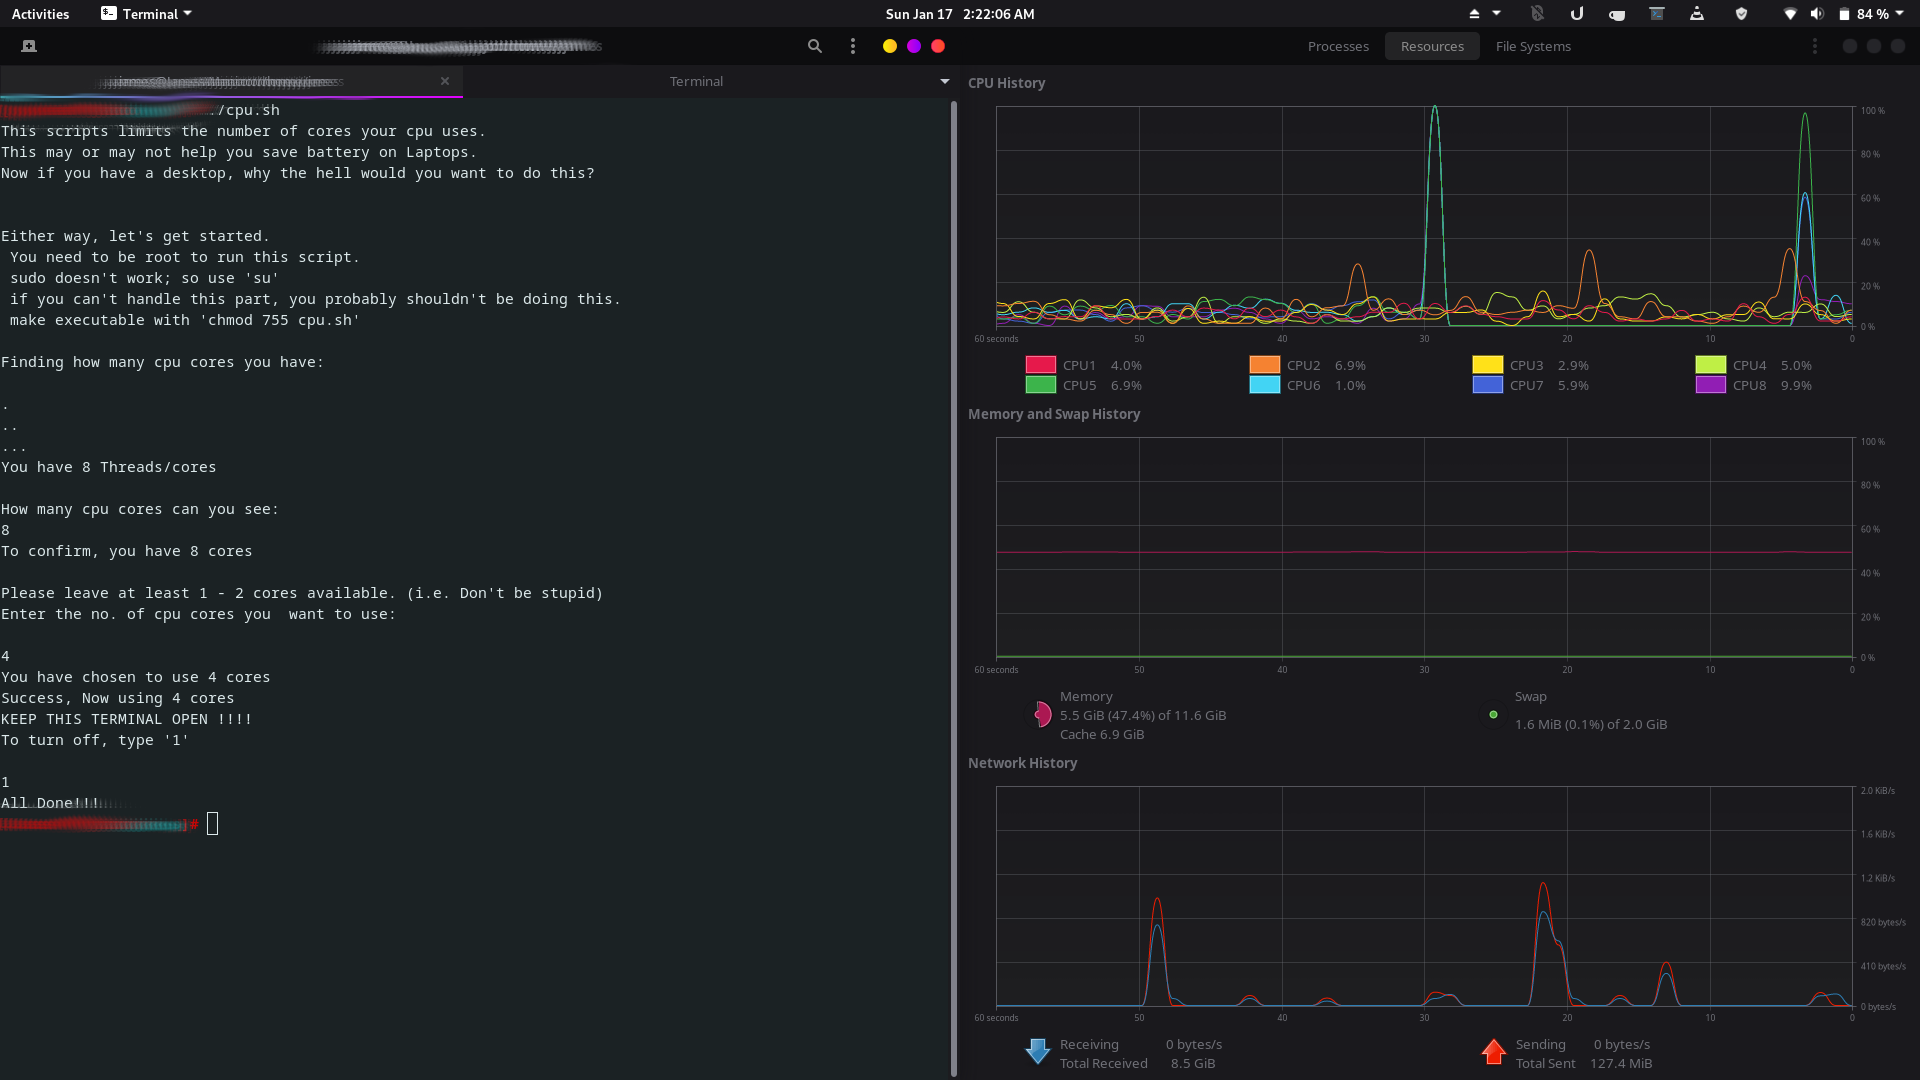 Activities
Terminal
Sun Jan 17 2:22:06 AM
84 %
Terminal
/cpu.sh
This scripts limits the number of cores your cpu uses.
This may or may not help you save battery on Laptops.
Now if you have a desktop, why the hell would you want to do this?
Either way, let's get started.
You need to be root to run this script.
sudo doesn't work; so use 'su'
if you can't handle this part, you probably shouldn't be doing this.
make executable with 'chmod 755 cpu.sh'
Finding how many cpu cores you have:
.
..
...
You have 8 Threads/cores
How many cpu cores can you see:
8
To confirm, you have 8 cores
Please leave at least 1 - 2 cores available. (i.e. Don't be stupid)
Enter the no. of cpu cores you  want to use:
4
You have chosen to use 4 cores
Success, Now using 4 cores
KEEP THIS TERMINAL OPEN !!!!
To turn off, type '1'
1
All Done!!!
#
Processes
Resources
File Systems
CPU History
100 %
80 %
60 %
40 %
20 %
0 %
60 seconds 50 40 30 20 10 0
CPU1 4.0% CPU2 6.9% CPU3 2.9% CPU4 5.0%
CPU5 6.9% CPU6 1.0% CPU7 5.9% CPU8 9.9%
Memory and Swap History
100 %
80 %
60 %
40 %
20 %
0 %
60 seconds 50 40 30 20 10 0
Memory
5.5 GiB (47.4%) of 11.6 GiB
Cache 6.9 GiB
Swap
1.6 MiB (0.1%) of 2.0 GiB
Network History
2.0 KiB/s
1.6 KiB/s
1.2 KiB/s
820 bytes/s
410 bytes/s
0 bytes/s
60 seconds 50 40 30 20 10 0
Receiving 0 bytes/s
Total Received 8.5 GiB
Sending 0 bytes/s
Total Sent 127.4 MiB